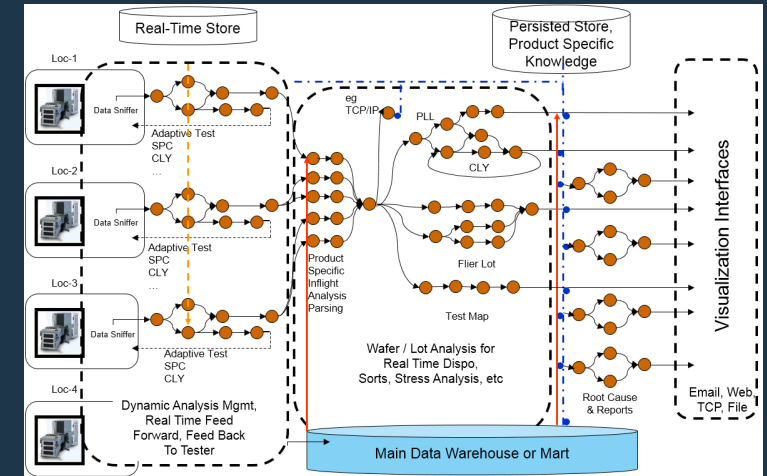 Real-Time Store
Persisted Store,
Product Specific
Knowledge
Loc-1
Data Sniffer
Adaptive Test
SPC
CLY
...
Loc-2
Data Sniffer
Adaptive Test
SPC
CLY
...
Loc-3
Data Sniffer
Adaptive Test
SPC
CLY
Loc-4
Dynamic Analysis Mgmt,
Real Time Feed
Forward, Feed Back
To Tester
eg
TCP/IP
PLL
CLY
Product
Specific
Inflight
Analysis
Parsing
Flier Lot
Test Map
Wafer / Lot Analysis for
Real Time Dispo,
Sorts, Stress Analysis, etc
Root Cause
& Reports
Visualization Interfaces
Email, Web,
TCP, File
Main Data Warehouse or Mart